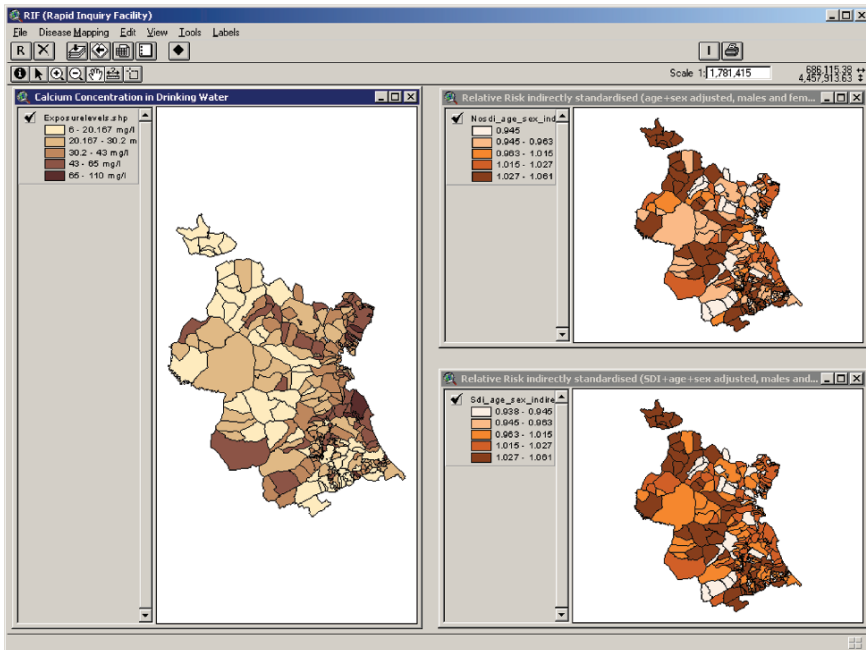 RIF (Rapid Inquiry Facility)
File Disease Mapping Edit View Tools Labels
R
I
Scale 1: 1,781,415
686,115.38
4,457,913.63
Calcium Concentration in Drinking Water
Exposurelevels.shp
6 - 20.167 mg/l
20.167 - 30.2 m
30.2 - 43 mg/l
43 - 65 mg/l
65 - 110 mg/l
Relative Risk indirectly standardised (age+sex adjusted, males and fem...
Nosdi_age_sex_ind
0.945
0.945 - 0.963
0.963 - 1.015
1.015 - 1.027
1.027 - 1.061
Relative Risk indirectly standardised (SDI+age+sex adjusted, males and...
Sdi_age_sex_indire
0.938 - 0.945
0.945 - 0.963
0.963 - 1.015
1.015 - 1.027
1.027 - 1.061